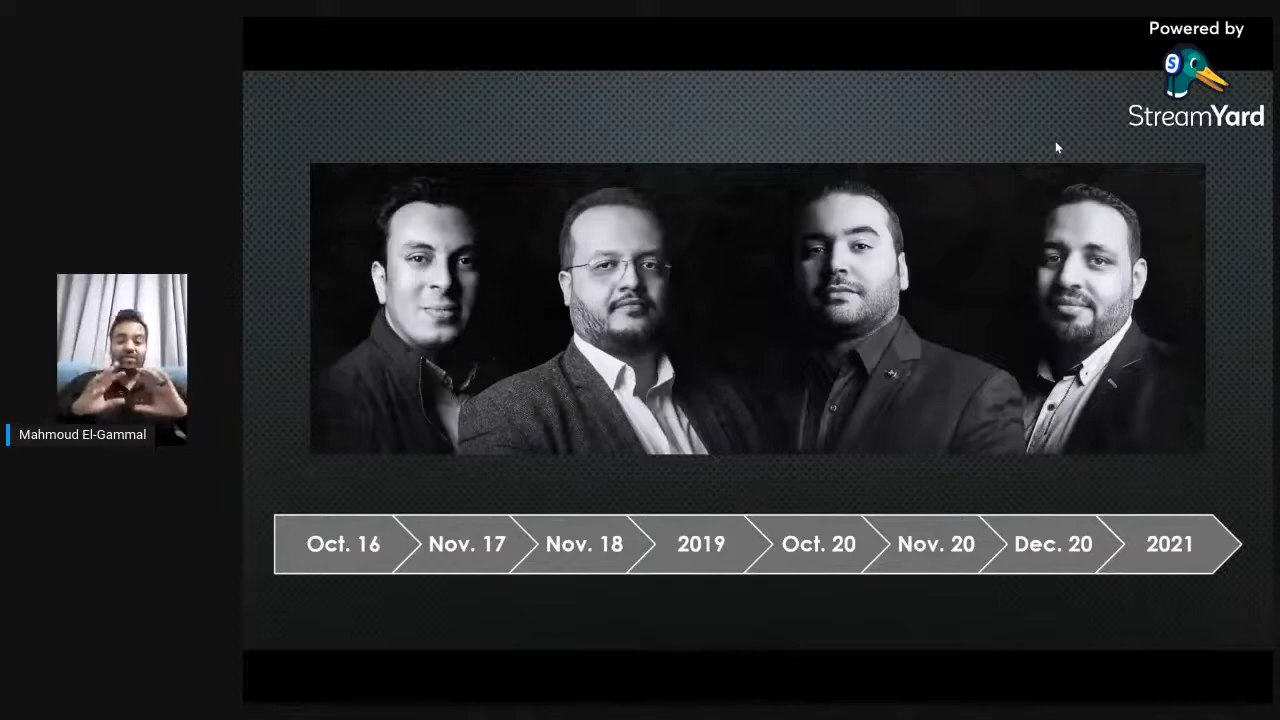 Powered by
StreamYard
Mahmoud El-Gammal
Oct. 16 Nov. 17 Nov. 18 2019 Oct. 20 Nov. 20 Dec. 20 2021